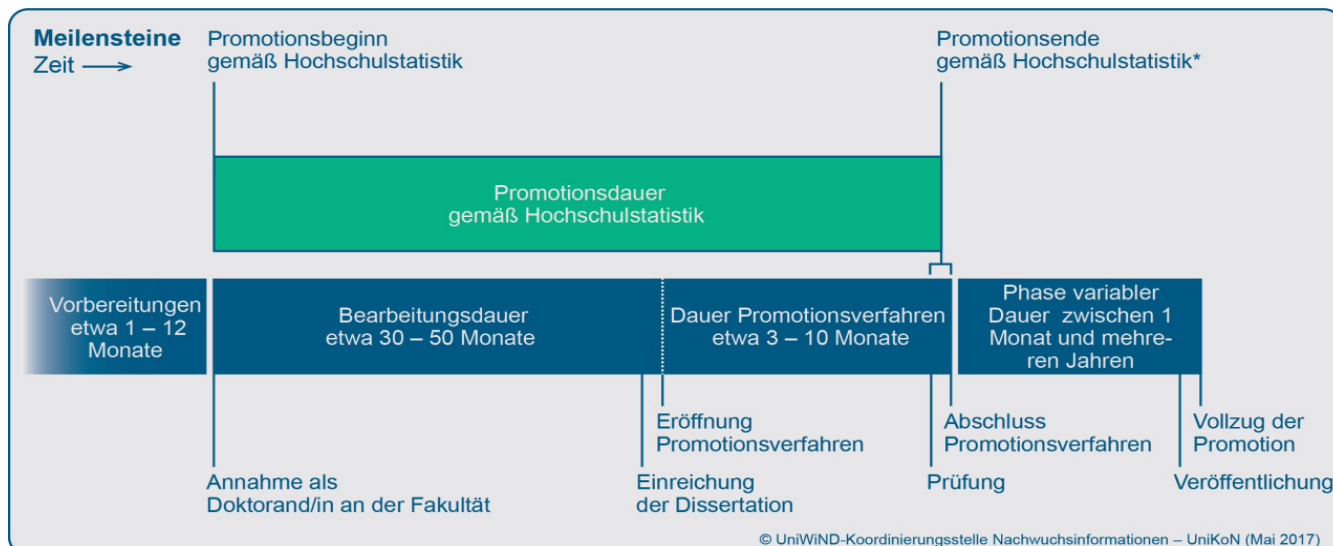 Meilensteine
Zeit
Promotionsbeginn
gemäß Hochschulstatistik
Promotionsende
gemäß Hochschulstatistik*
Promotionsdauer
gemäß Hochschulstatistik
Vorbereitungen
etwa 1 – 12
Monate
Bearbeitungsdauer
etwa 30 – 50 Monate
Dauer Promotionsverfahren
etwa 3 – 10 Monate
Phase variabler
Dauer zwischen 1
Monat und mehre-
ren Jahren
Eröffnung
Promotionsverfahren
Abschluss
Promotionsverfahren
Vollzug der
Promotion
Annahme als
Doktorand/in an der Fakultät
Einreichung
der Dissertation
Prüfung
Veröffentlichung
© UniWiND-Koordinierungsstelle Nachwuchsinformationen – UniKoN (Mai 2017)